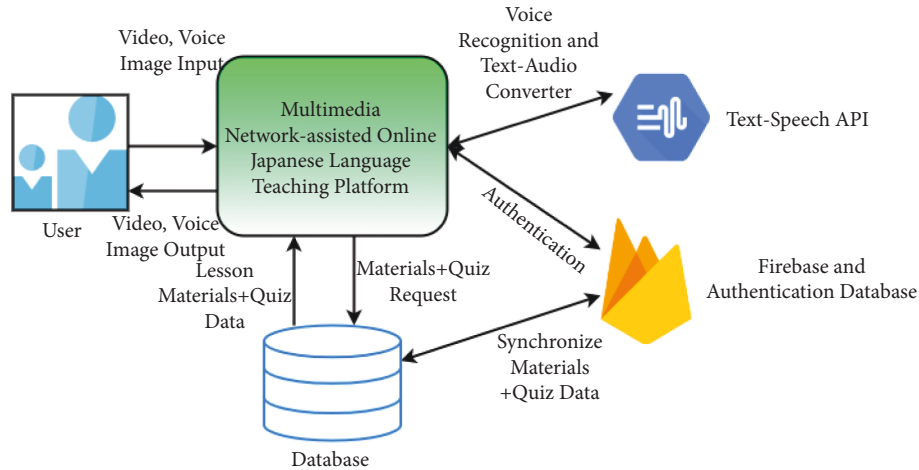 Video, Voice
Image Input
Multimedia
Network-assisted Online
Japanese Language
Teaching Platform
Voice
Recognition and
Text-Audio
Converter
Text-Speech API
User
Video, Voice
Image Output
Authentication
Lesson
Materials+Quiz
Data
Materials+Quiz
Request
Firebase and
Authentication Database
Synchronize
Materials
+Quiz Data
Database